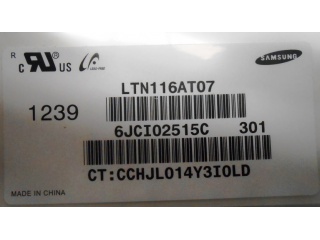 R
C US
SAMSUNG
LTN116AT07
1239
6JCI02515C 301
CT:CCHJL014Y3IOLD
MADE IN CHINA